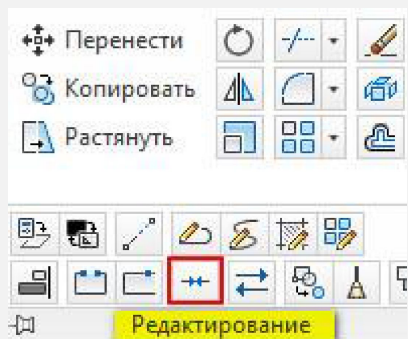 Перенести
Копировать
Растянуть
Редактирование